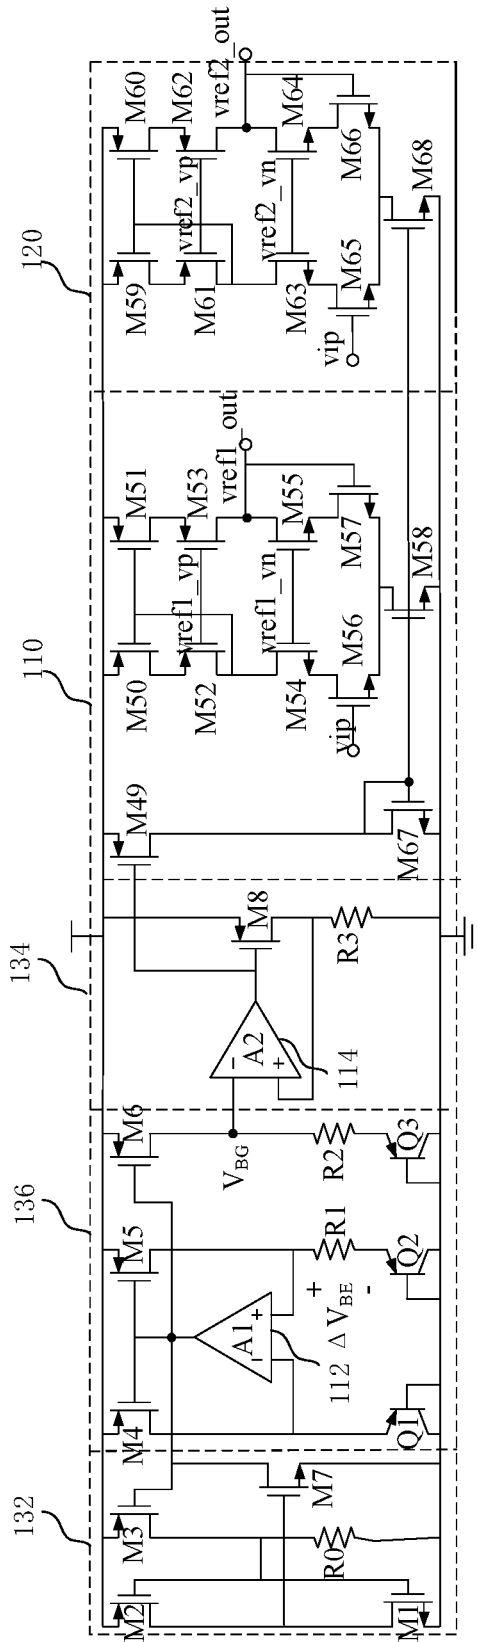 132
136
134
110
120
M2
M3
M4
M5
M6
M49
M50
M51
M59
M60
M52
M53
M61
M62
vref1_vp
vref2_vp
vref1_out
vref2_out
A1
112
A2
114
M8
VBG
M54
M55
vref1_vn
M63
M64
vref2_vn
M7
R0
+
ΔVBE
-
R1
R2
R3
-
+
-
+
vip
M56
M57
vip
M65
M66
M1
Q1
Q2
Q3
M67
M58
M68